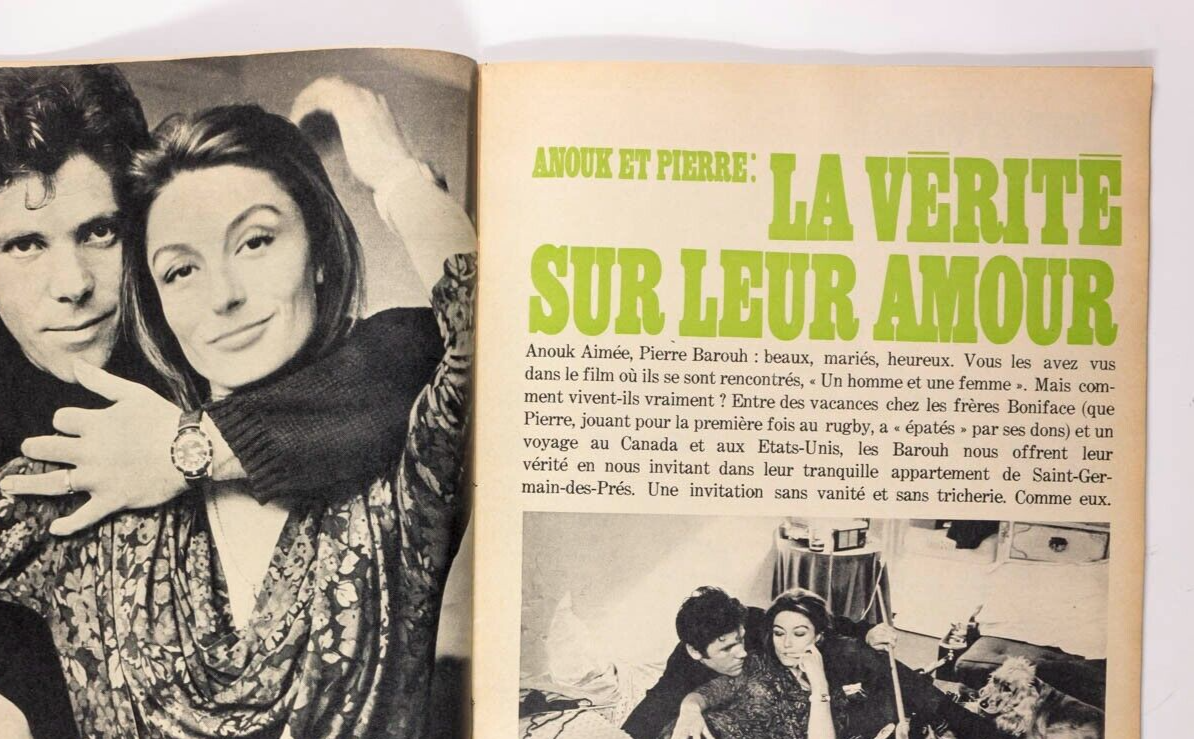 ANOUK ET PIERRE: LA VÉRITÉ
SUR LEUR AMOUR
Anouk Aimée, Pierre Barouh : beaux, mariés, heureux. Vous les avez vus
dans le film où ils se sont rencontrés, « Un homme et une femme ». Mais com-
ment vivent-ils vraiment ? Entre des vacances chez les frères Boniface (que
Pierre, jouant pour la première fois au rugby, a « épatés » par ses dons) et un
voyage au Canada et aux Etats-Unis, les Barouh nous offrent leur
vérité en nous invitant dans leur tranquille appartement de Saint-Ger-
main-des-Prés. Une invitation sans vanité et sans tricherie. Comme eux.